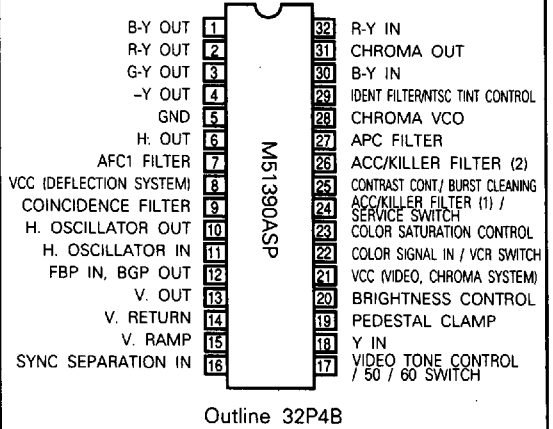 B-Y OUT 1
R-Y OUT 2
G-Y OUT 3
-Y OUT 4
GND 5
H. OUT 6
AFC1 FILTER 7
VCC (DEFLECTION SYSTEM) 8
COINCIDENCE FILTER 9
H. OSCILLATOR OUT 10
H. OSCILLATOR IN 11
FBP IN, BGP OUT 12
V. OUT 13
V. RETURN 14
V. RAMP 15
SYNC SEPARATION IN 16
M51390ASP
32 R-Y IN
31 CHROMA OUT
30 B-Y IN
29 IDENT FILTER/NTSC TINT CONTROL
28 CHROMA VCO
27 APC FILTER
26 ACC/KILLER FILTER (2)
25 CONTRAST CONT./ BURST CLEANING
24 ACC/KILLER FILTER (1) /
SERVICE SWITCH
23 COLOR SATURATION CONTROL
22 COLOR SIGNAL IN / VCR SWITCH
21 VCC (VIDEO, CHROMA SYSTEM)
20 BRIGHTNESS CONTROL
19 PEDESTAL CLAMP
18 Y IN
17 VIDEO TONE CONTROL
/ 50 / 60 SWITCH
Outline 32P4B